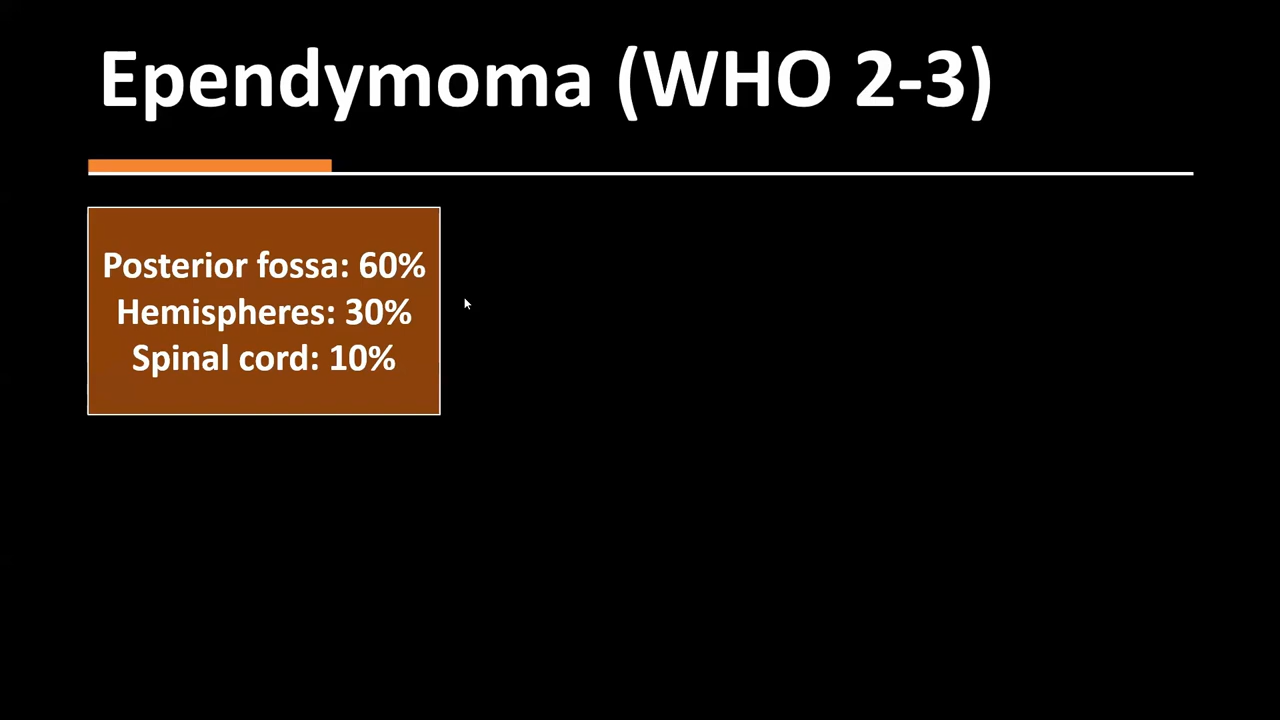 Ependymoma (WHO 2-3)
Posterior fossa: 60%
Hemispheres: 30%
Spinal cord: 10%